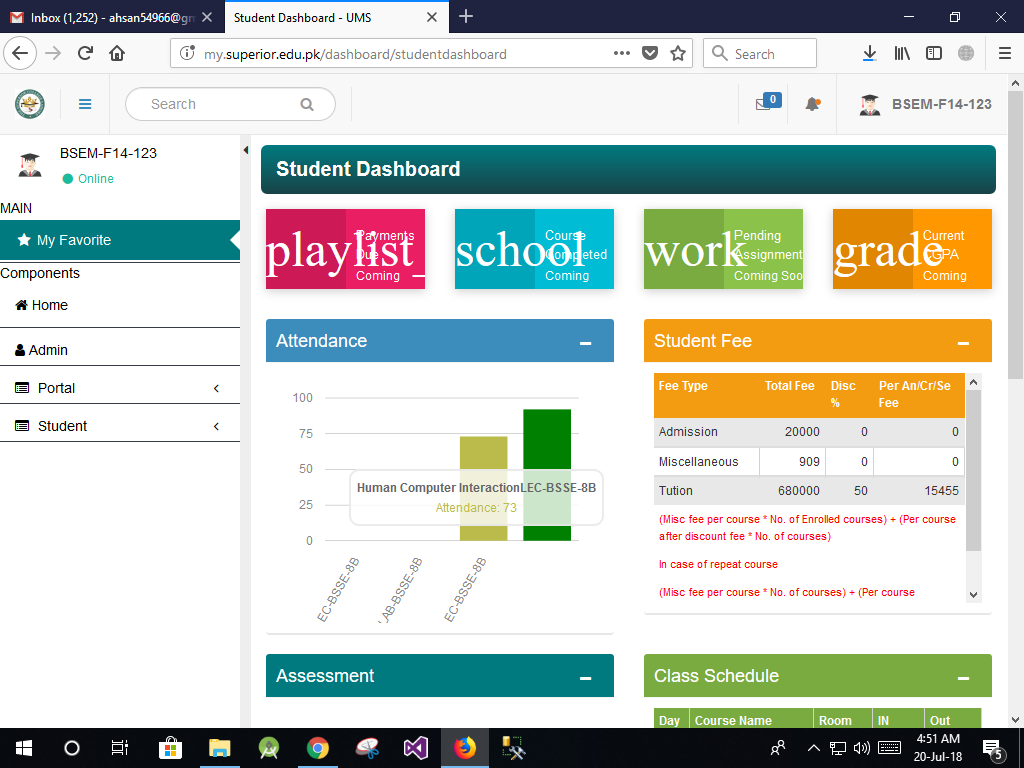 Inbox (1,252) - ahsan54966@gm
Student Dashboard - UMS
my.superior.edu.pk/dashboard/studentdashboard
Search
Search
0
BSEM-F14-123
BSEM-F14-123
Online
MAIN
My Favorite
Components
Home
Admin
Portal
Student
Student Dashboard
playlist_
Payments
Due
Coming
school
Course
Completed
Coming
work
Pending
Assignment
Coming Soo
grade
Current
CGPA
Coming
Attendance
100
75
50
25
0
Human Computer InteractionLEC-BSSE-8B
Attendance: 73
EC-BSSE-8B
LAB-BSSE-8B
EC-BSSE-8B
Student Fee
Fee Type Total Fee Disc % Per An/Cr/Se Fee
Admission 20000 0 0
Miscellaneous 909 0 0
Tution 680000 50 15455
(Misc fee per course * No. of Enrolled courses) + (Per course
after discount fee * No. of courses)
In case of repeat course
(Misc fee per course * No. of courses) + (Per course
Assessment
Class Schedule
Day Course Name Room IN Out
4:51 AM
20-Jul-18
5